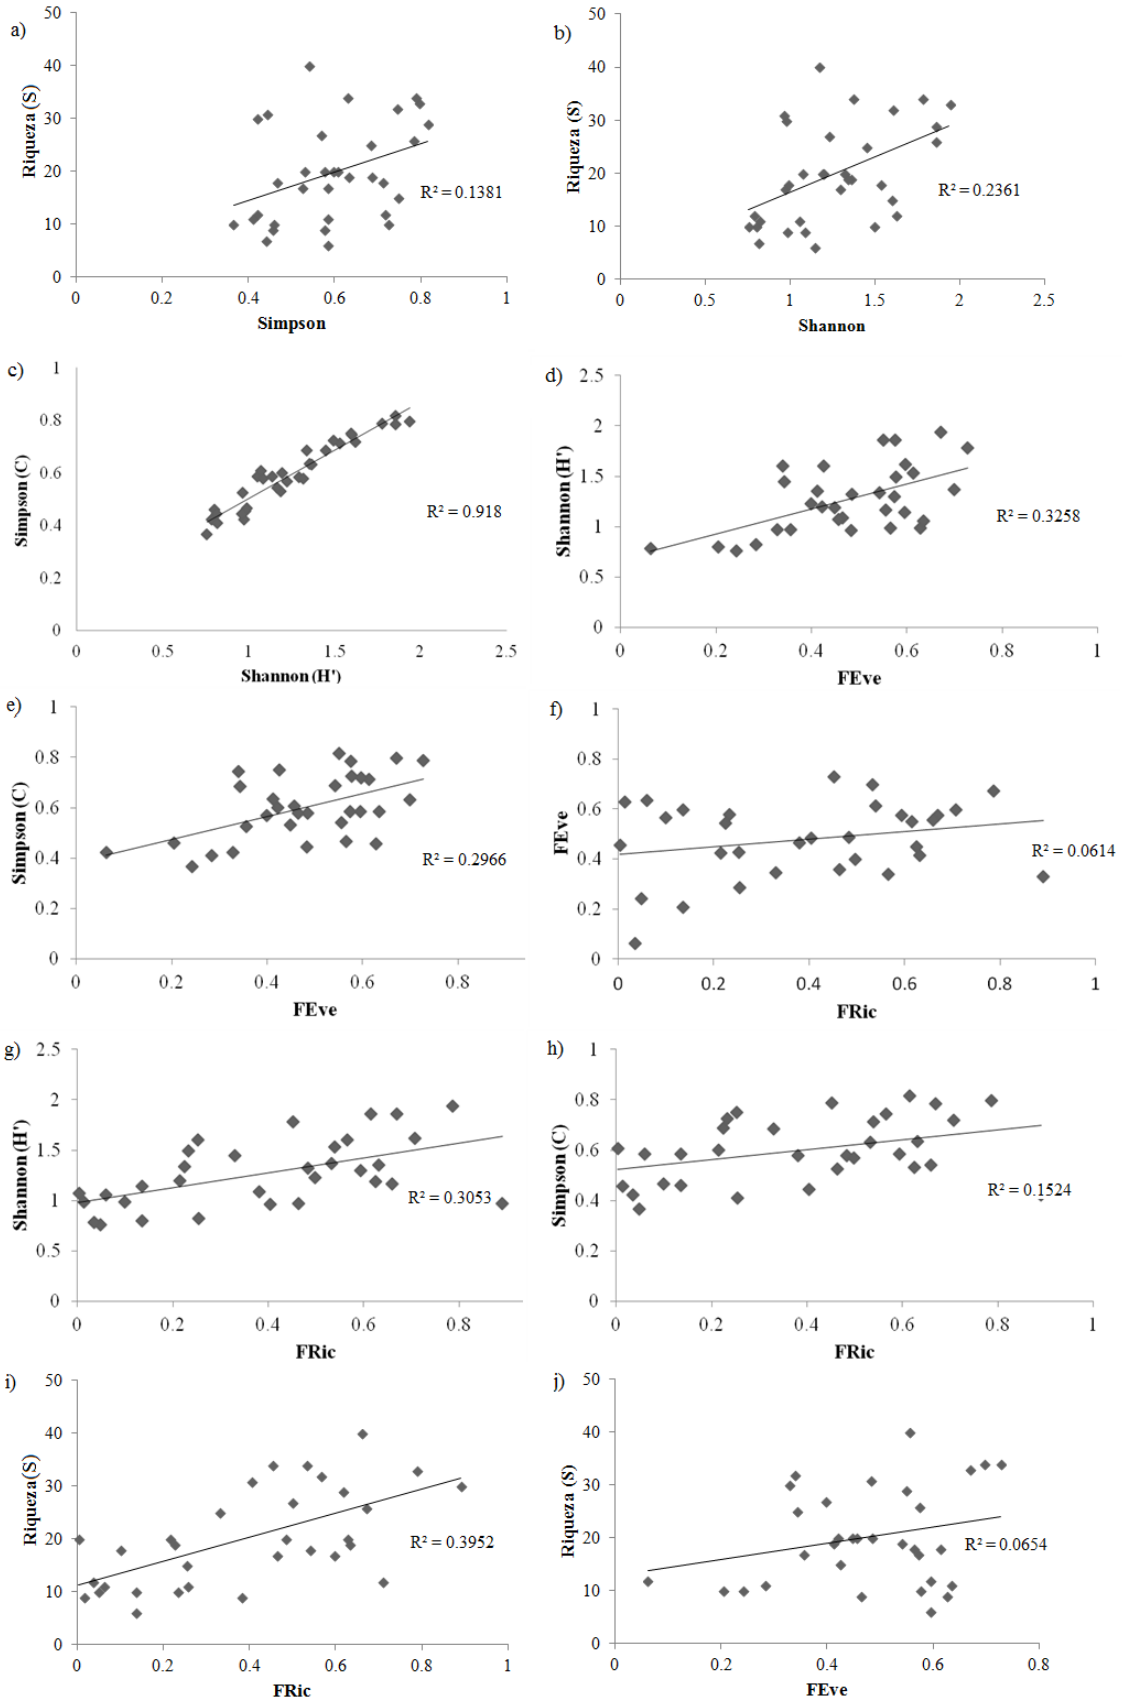 a)
50
40
30
20
10
0
Riqueza (S)
R² = 0.1381
0 0.2 0.4 0.6 0.8 1
Simpson
b)
50
40
30
20
10
0
Riqueza (S)
R² = 0.2361
0 0.5 1 1.5 2 2.5
Shannon
c)
1
0.8
0.6
0.4
0.2
0
Simpson (C)
R² = 0.918
0 0.5 1 1.5 2 2.5
Shannon (H')
d)
2.5
2
1.5
1
0.5
0
Shannon (H')
R² = 0.3258
0 0.2 0.4 0.6 0.8 1
FEve
e)
1
0.8
0.6
0.4
0.2
0
Simpson (C)
R² = 0.2966
0 0.2 0.4 0.6 0.8
FEve
f)
1
0.8
0.6
0.4
0.2
0
FEve
R² = 0.0614
0 0.2 0.4 0.6 0.8 1
FRic
g)
2.5
2
1.5
1
0.5
0
Shannon (H')
R² = 0.3053
0 0.2 0.4 0.6 0.8
FRic
h)
1
0.8
0.6
0.4
0.2
0
Simpson (C)
R² = 0.1524
0 0.2 0.4 0.6 0.8 1
FRic
i)
50
40
30
20
10
0
Riqueza(S)
R² = 0.3952
0 0.2 0.4 0.6 0.8 1
FRic
j)
50
40
30
20
10
0
Riqueza (S)
R² = 0.0654
0 0.2 0.4 0.6 0.8
FEve